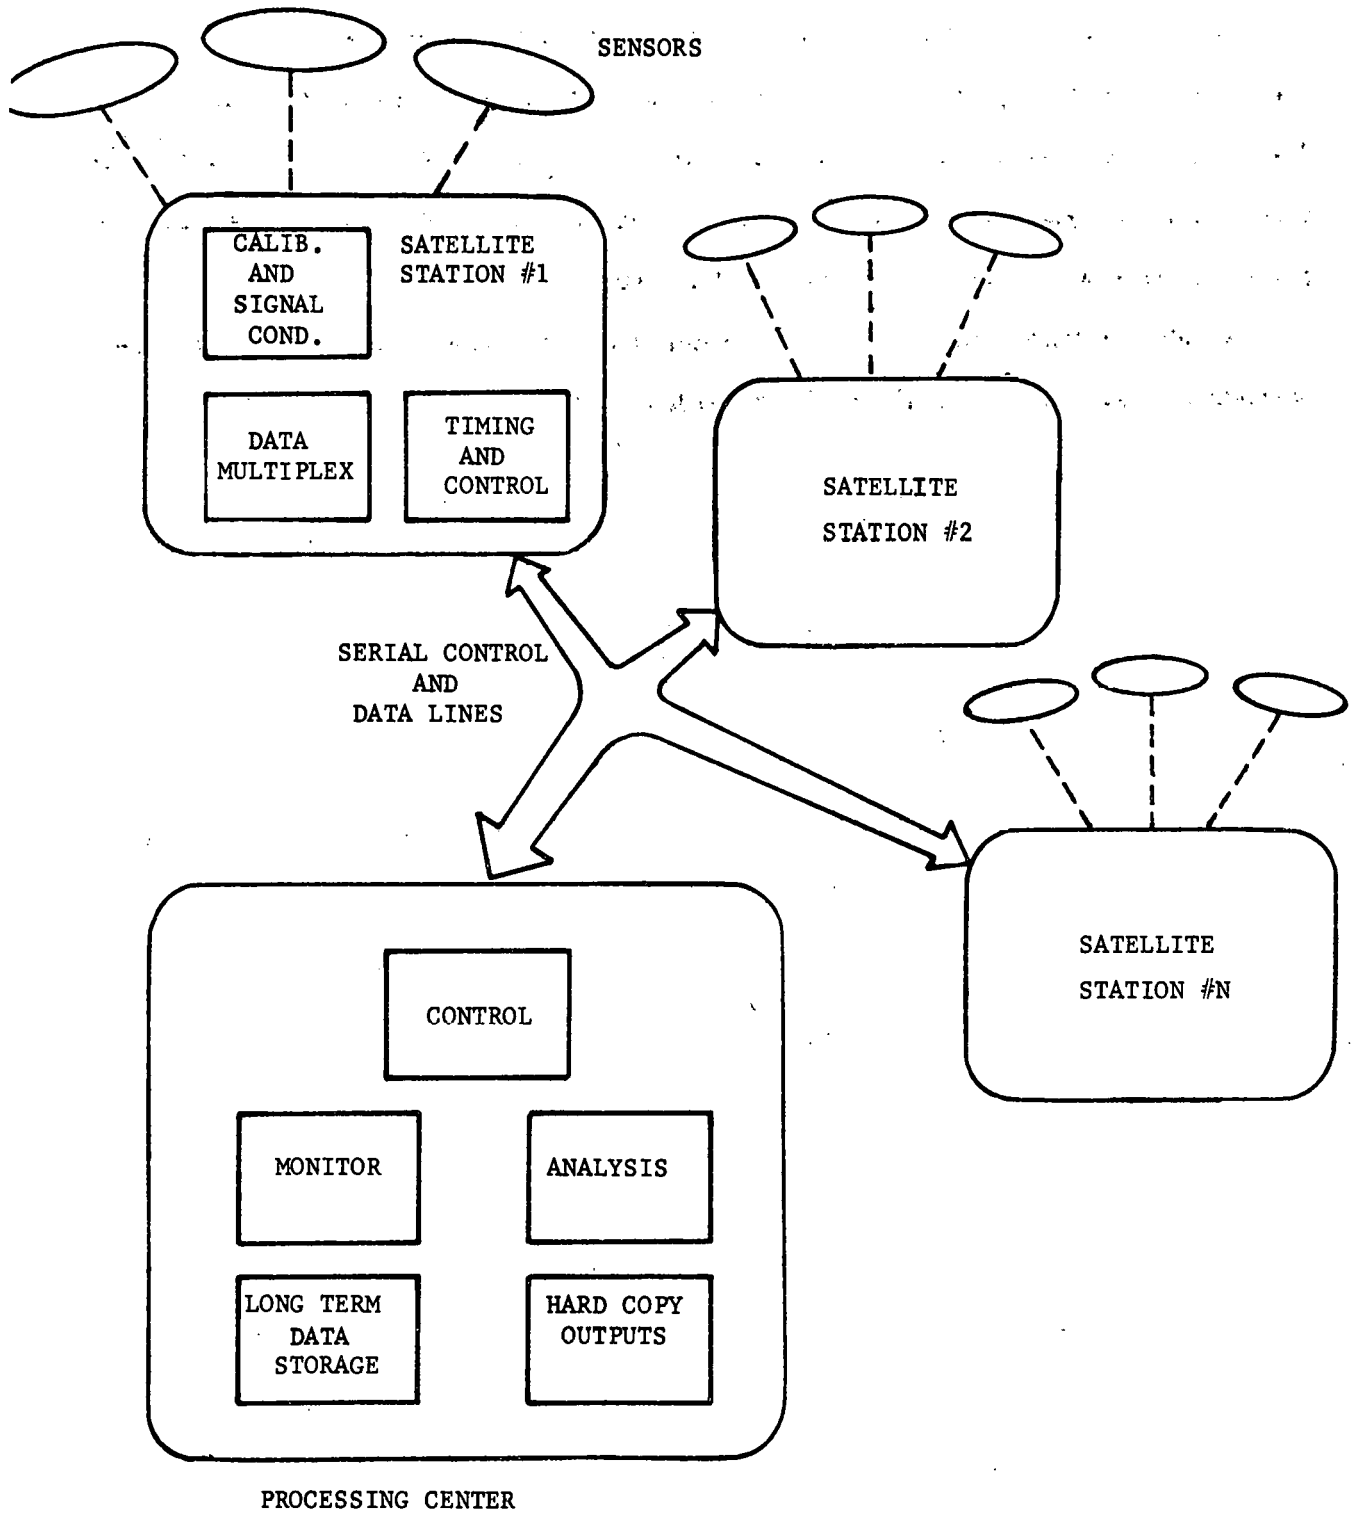 SENSORS
CALIB.
AND
SIGNAL
COND.
SATELLITE
STATION #1
DATA
MULTIPLEX
TIMING
AND
CONTROL
SATELLITE
STATION #2
SERIAL CONTROL
AND
DATA LINES
SATELLITE
STATION #N
CONTROL
MONITOR
ANALYSIS
LONG TERM
DATA
STORAGE
HARD COPY
OUTPUTS
PROCESSING CENTER